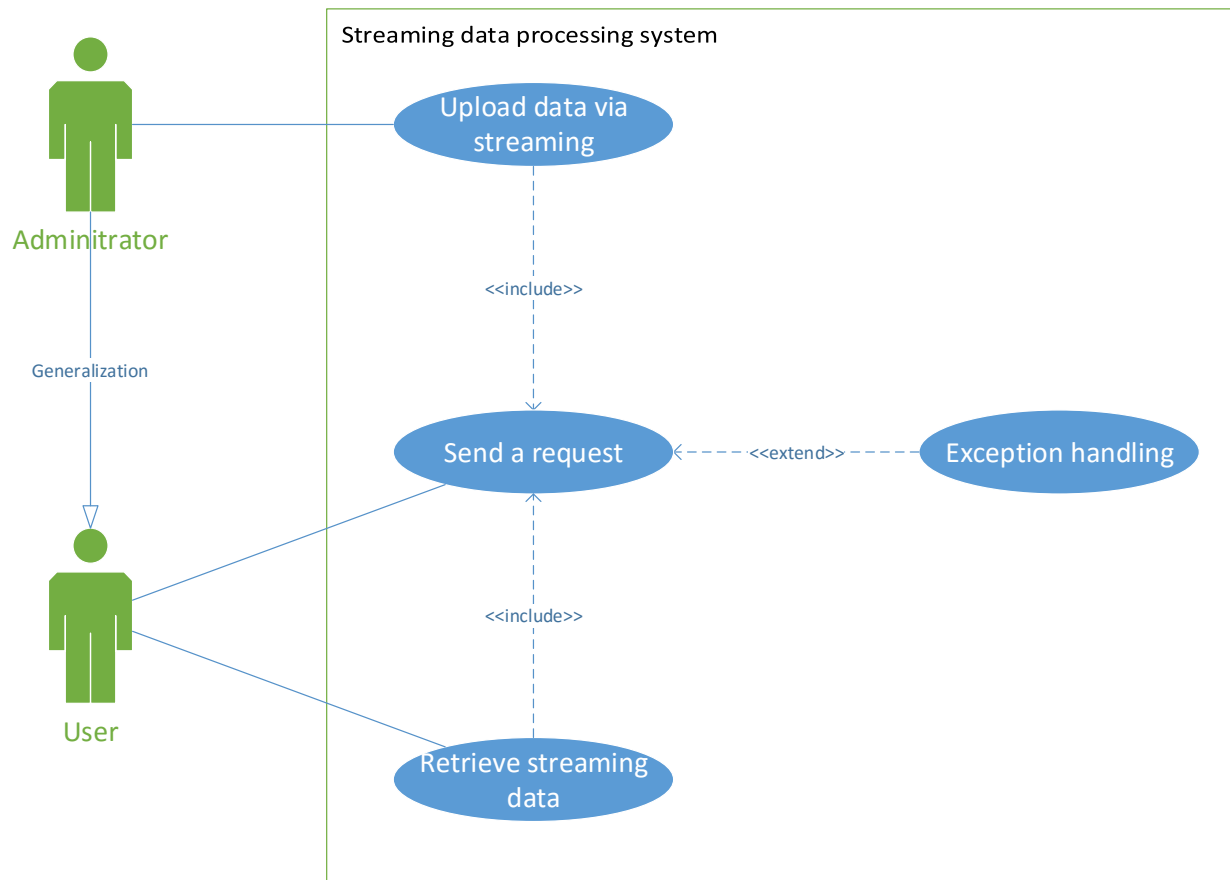 Streaming data processing system
Upload data via
streaming
Adminitrator
<<include>>
Generalization
Send a request
<<extend>>
Exception handling
<<include>>
User
Retrieve streaming
data